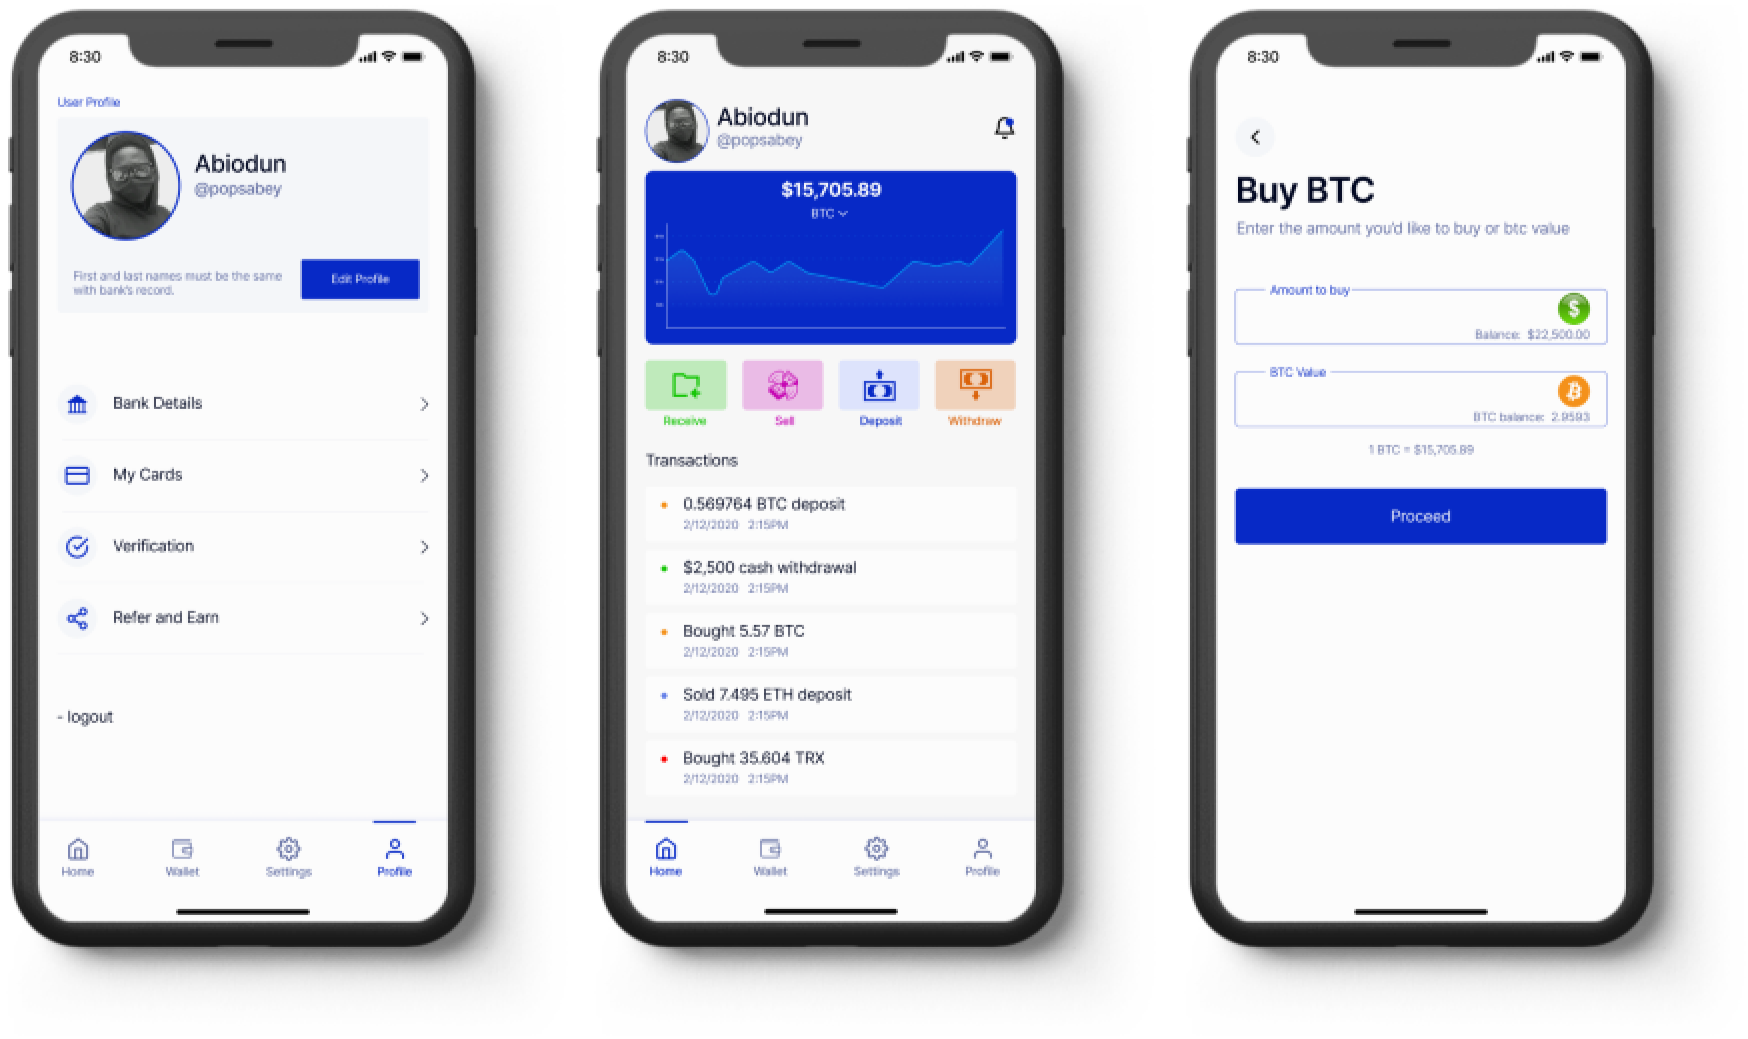 8:30
User Profile
Abiodun
@popsabey
First and last names must be the same
with bank's record.
Edit Profile
Bank Details
My Cards
Verification
Refer and Earn
- logout
Home
Wallet
Settings
Profile
8:30
Abiodun
@popsabey
$15,705.89
BTC
Receive
Sell
Deposit
Withdraw
Transactions
0.569764 BTC deposit
2/12/2020 2:15PM
$2,500 cash withdrawal
2/12/2020 2:15PM
Bought 5.57 BTC
2/12/2020 2:15PM
Sold 7.495 ETH deposit
2/12/2020 2:15PM
Bought 35.604 TRX
2/12/2020 2:15PM
Home
Wallet
Settings
Profile
8:30
Buy BTC
Enter the amount you'd like to buy or btc value
Amount to buy
$
Balance: $22,500.00
BTC Value
BTC balance: 2.9593
1 BTC = $15,705.89
Proceed